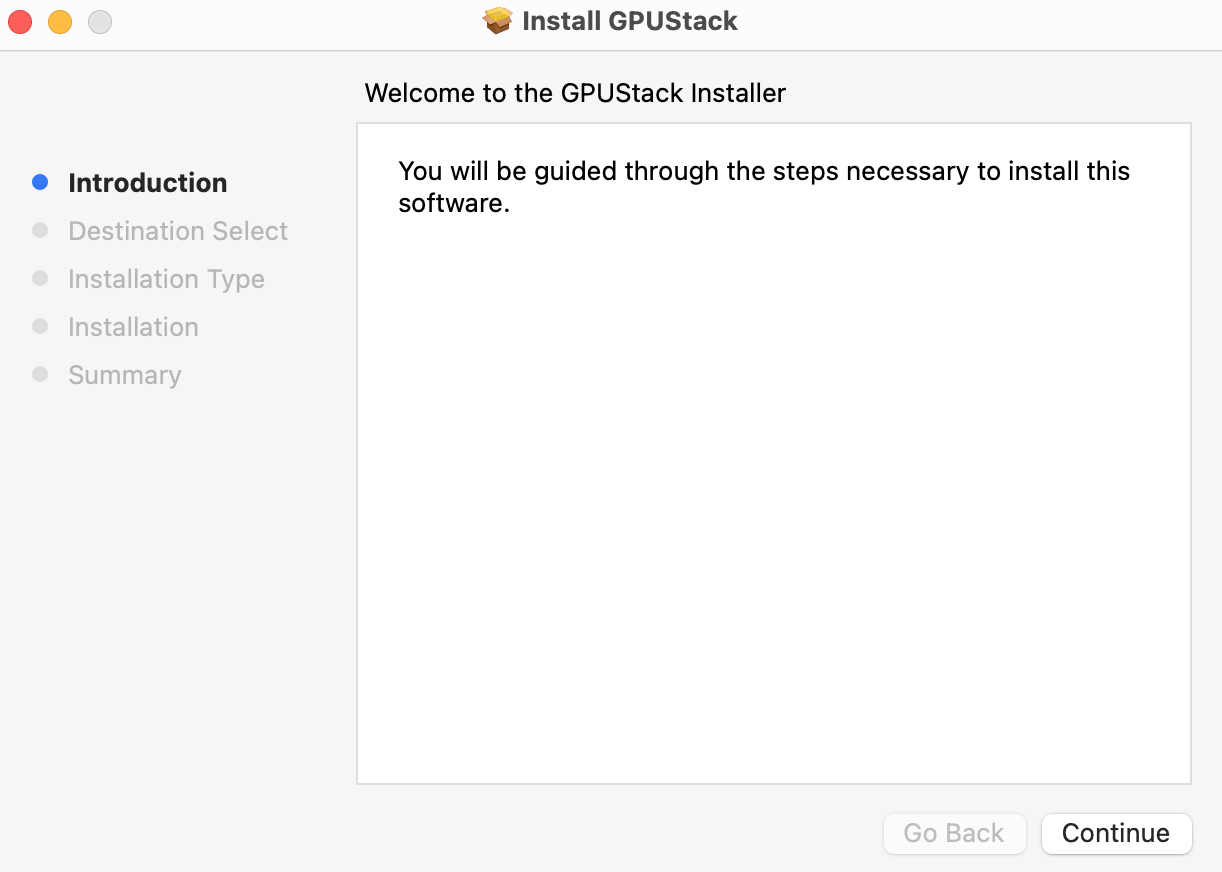 Install GPUStack
Welcome to the GPUStack Installer
Introduction
Destination Select
Installation Type
Installation
Summary
You will be guided through the steps necessary to install this
software.
Go Back
Continue